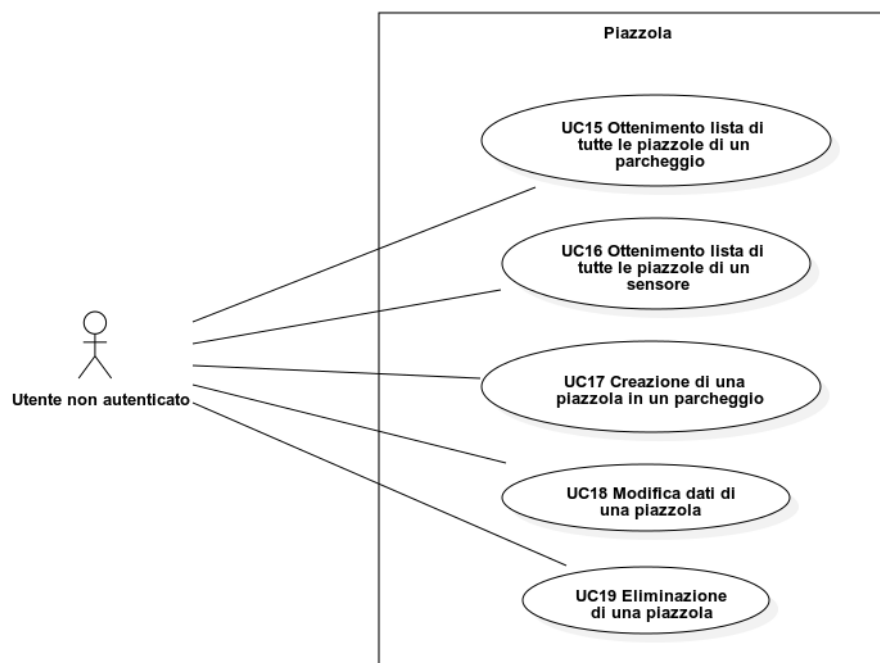 Piazzola
UC15 Ottenimento lista di
tutte le piazzole di un
parcheggio
UC16 Ottenimento lista di
tutte le piazzole di un
sensore
Utente non autenticato
UC17 Creazione di una
piazzola in un parcheggio
UC18 Modifica dati di
una piazzola
UC19 Eliminazione
di una piazzola